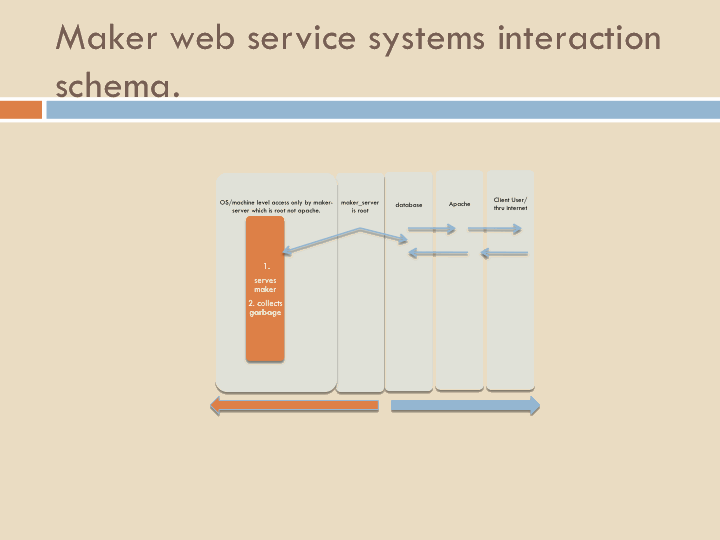 Maker web service systems interaction
schema.
OS/machine level access only by maker-
server which is root not apache.
maker_server
is root
database
Apache
Client User/
thru internet
1.
serves
maker
2. collects
garbage